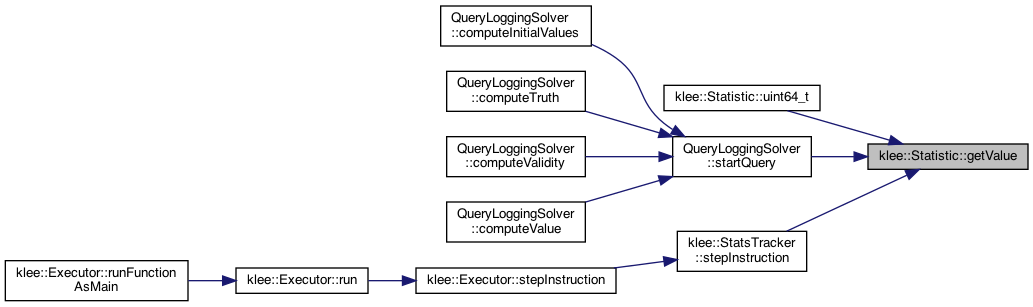 QueryLoggingSolver
::computeInitialValues
QueryLoggingSolver
::computeTruth
klee::Statistic::uint64_t
QueryLoggingSolver
::computeValidity
QueryLoggingSolver
::startQuery
klee::Statistic::getValue
QueryLoggingSolver
::computeValue
klee::StatsTracker
::stepInstruction
klee::Executor::runFunction
AsMain
klee::Executor::run
klee::Executor::stepInstruction